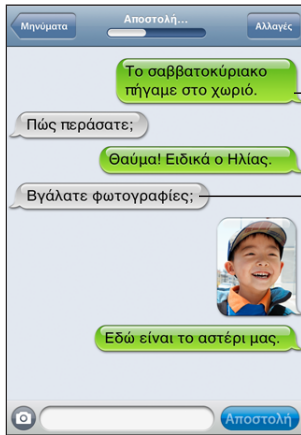 Μηνύματα
Αποστολή...
Αλλαγές
Το σαββατοκύριακο
πήγαμε στο χωριό.
Πώς περάσατε;
Θαύμα! Ειδικά ο Ηλίας.
Βγάλατε φωτογραφίες;
Εδώ είναι το αστέρι μας.
Αποστολή